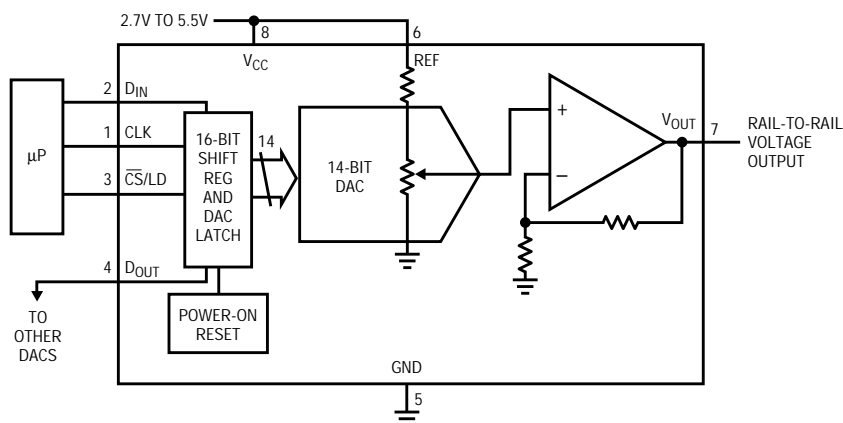 2.7V TO 5.5V
8
6
VCC
REF
µP
2
DIN
1
CLK
3
C̅S̅/LD
4
DOUT
16-BIT
SHIFT
REG
AND
DAC
LATCH
14
14-BIT
DAC
+
–
VOUT
7
RAIL-TO-RAIL
VOLTAGE
OUTPUT
POWER-ON
RESET
TO
OTHER
DACS
GND
5